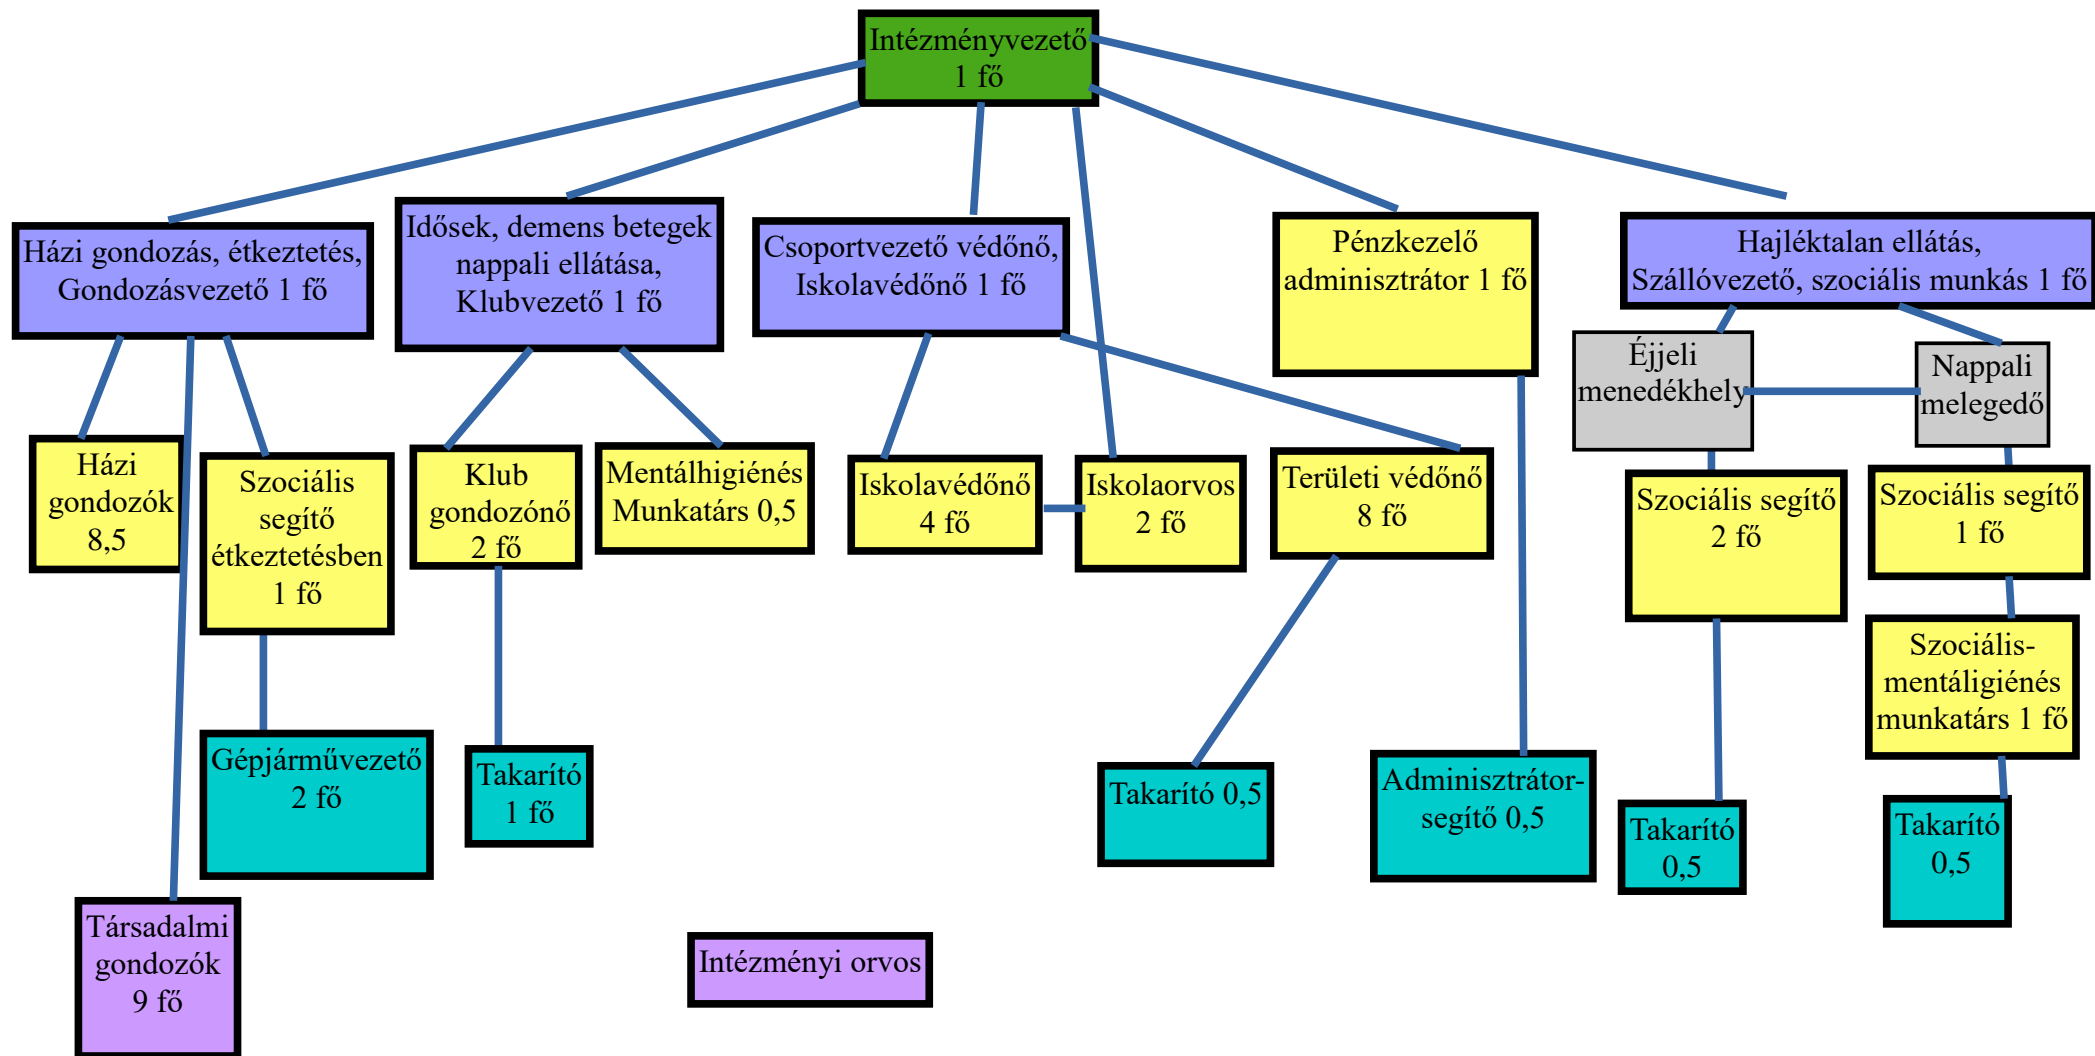 Intézményvezető
1 fő
Házi gondozás, étkeztetés,
Gondozásvezető 1 fő
Idősek, demens betegek
nappali ellátása,
Klubvezető 1 fő
Csoportvezető védőnő,
Iskolavédőnő 1 fő
Pénzkezelő
adminisztrátor 1 fő
Hajléktalan ellátás,
Szállóvezető, szociális munkás 1 fő
Éjjeli
menedékhely
Nappali
melegedő
Házi
gondozók
8,5
Szociális
segítő
étkeztetésben
1 fő
Klub
gondozónő
2 fő
Mentálhigiénés
Munkatárs 0,5
Iskolavédőnő
4 fő
Iskolaorvos
2 fő
Területi védőnő
8 fő
Szociális segítő
2 fő
Szociális segítő
1 fő
Szociális-
mentáligiénés
munkatárs 1 fő
Gépjárművezető
2 fő
Takarító
1 fő
Takarító 0,5
Adminisztrátor-
segítő 0,5
Takarító
0,5
Takarító
0,5
Társadalmi
gondozók
9 fő
Intézményi orvos